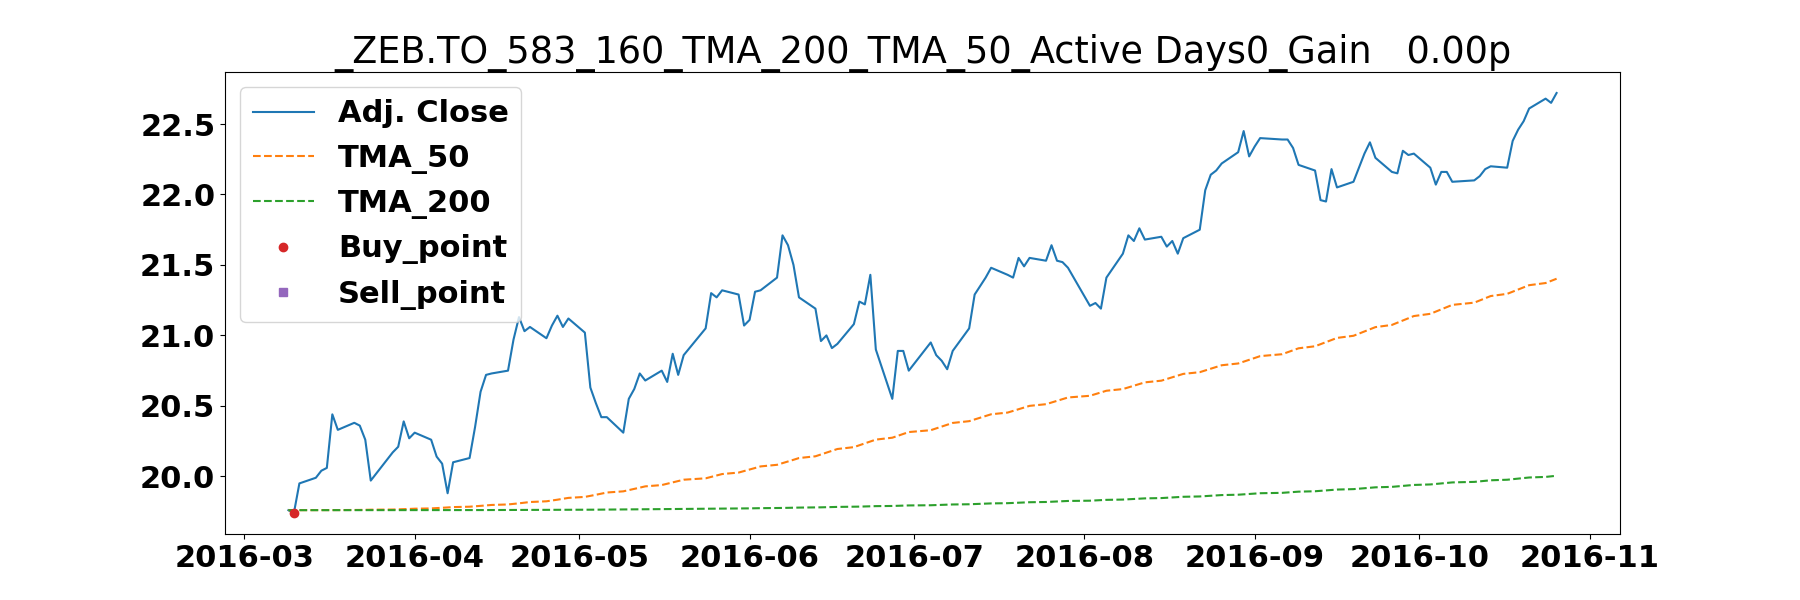 _ZEB.TO_583_160_TMA_200_TMA_50_Active Days0_Gain   0.00p
Adj. Close
TMA_50
TMA_200
Buy_point
Sell_point
22.5
22.0
21.5
21.0
20.5
20.0
2016-03 2016-04 2016-05 2016-06 2016-07 2016-08 2016-09 2016-10 2016-11